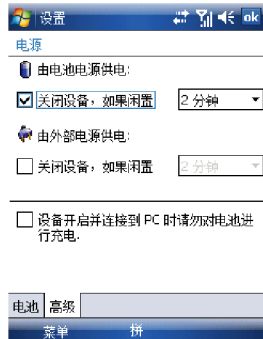 设置 ok
电源
由电池电源供电:
关闭设备，如果闲置 2 分钟
由外部电源供电:
关闭设备，如果闲置 2 分钟
设备开启并连接到 PC 时请勿对电池进
行充电.
电池 高级
菜单 拼